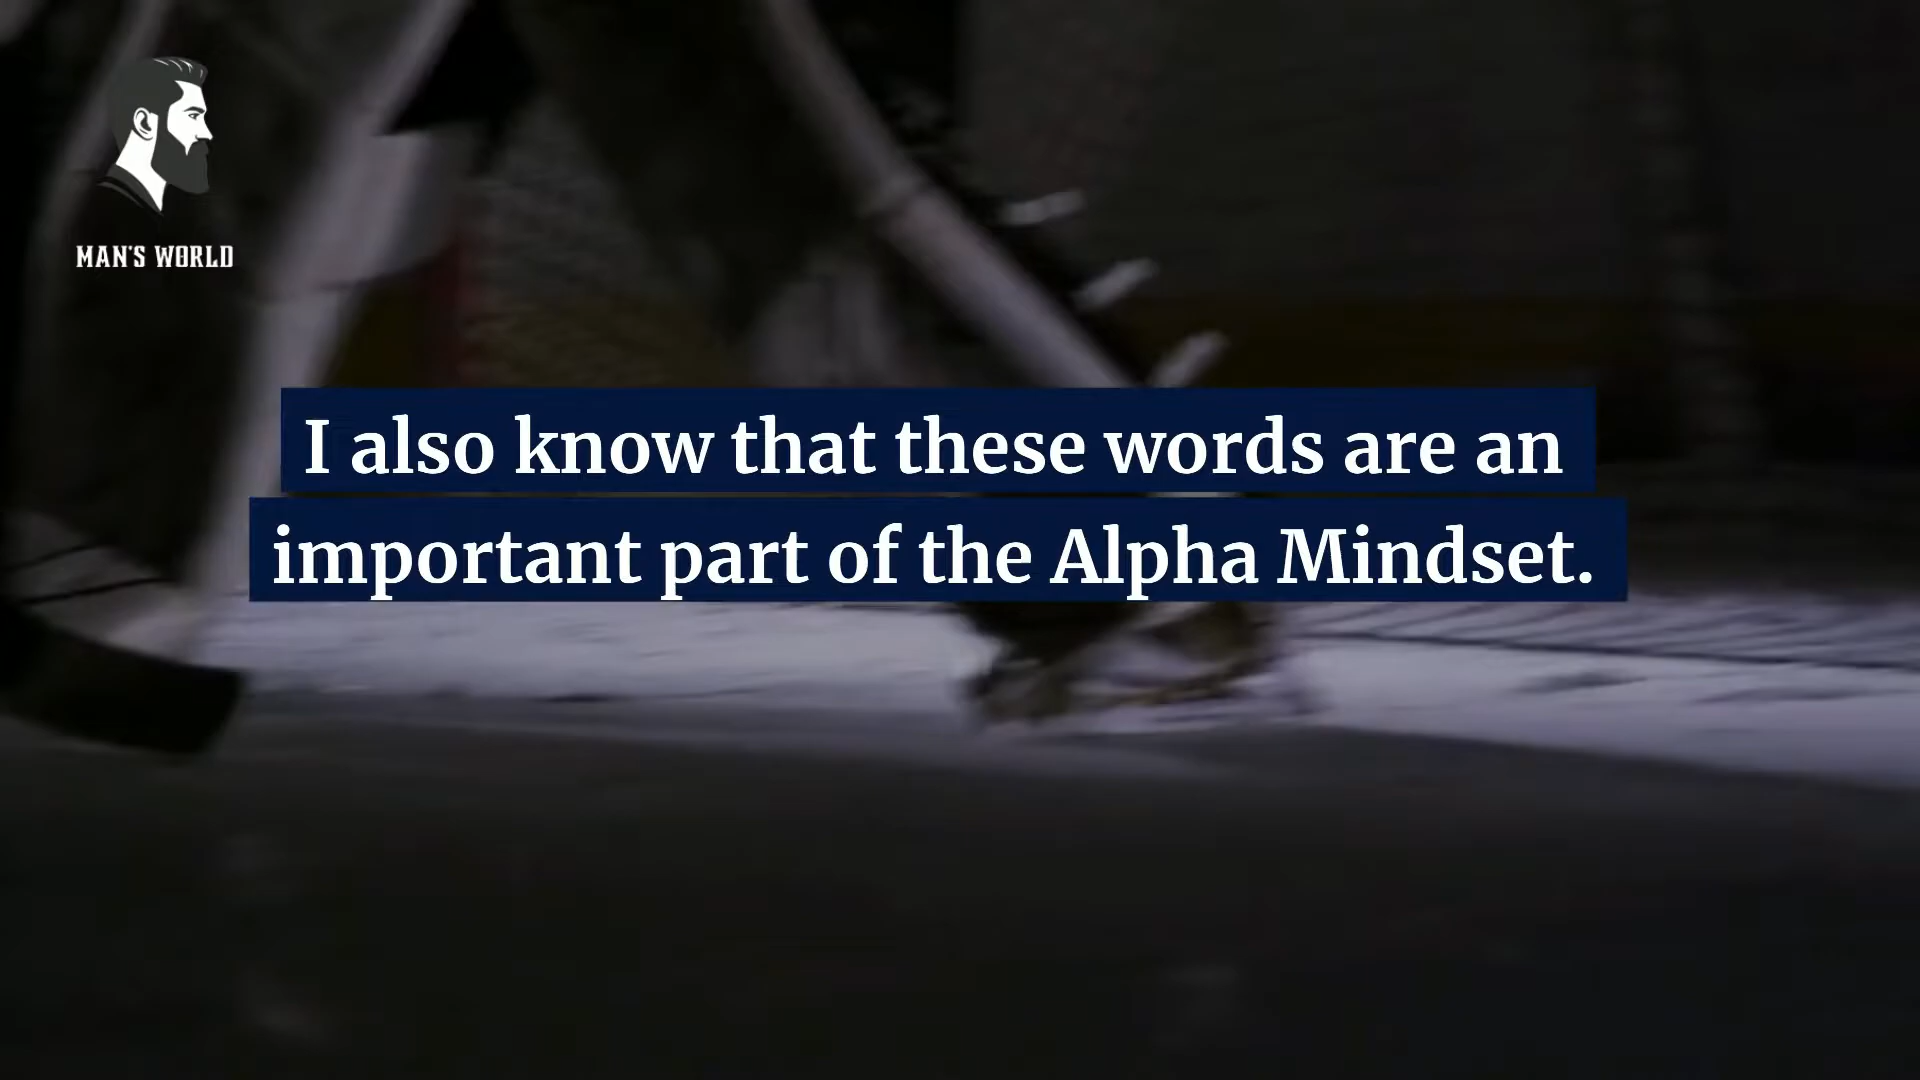 MAN'S WORLD
I also know that these words are an
important part of the Alpha Mindset.